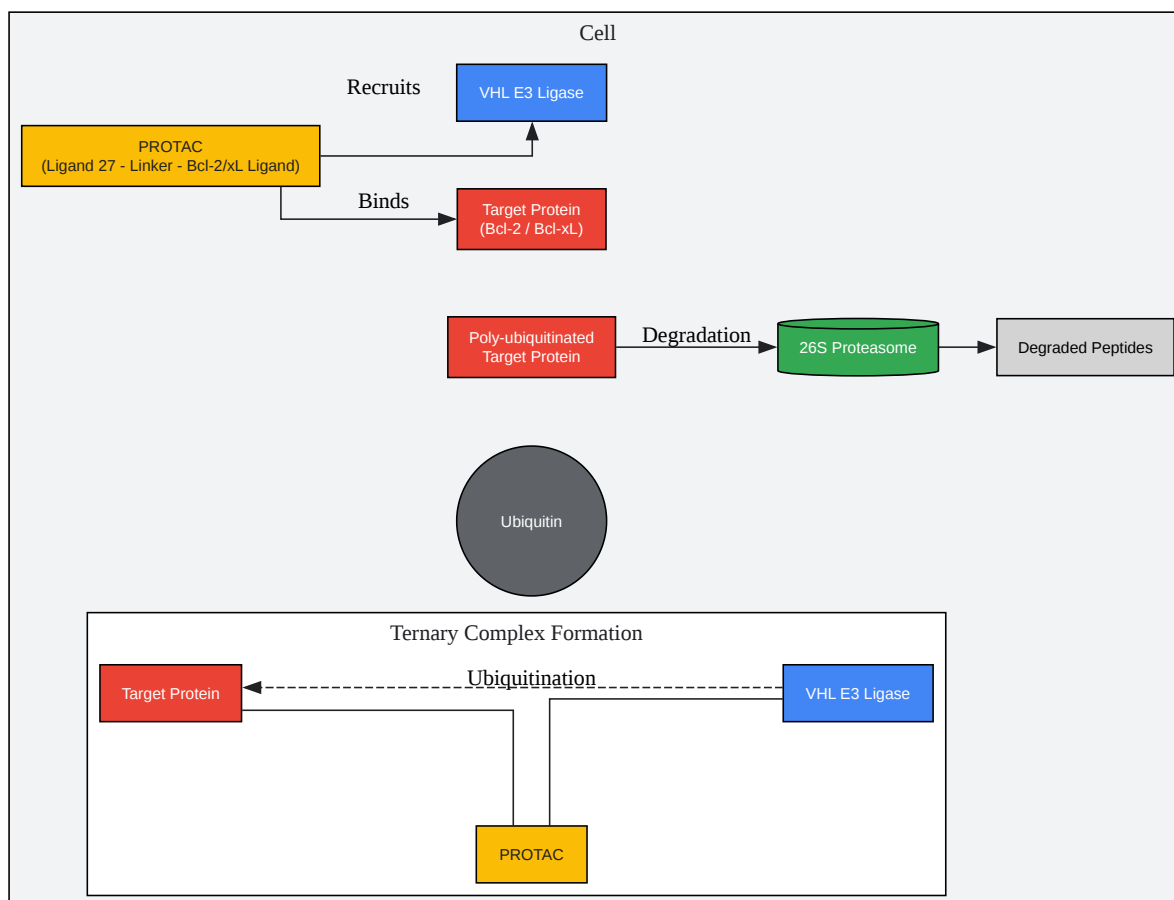 Cell
Recruits
VHL E3 Ligase
PROTAC
(Ligand 27 - Linker - Bcl-2/xL Ligand)
Binds
Target Protein
(Bcl-2 / Bcl-xL)
Poly-ubiquitinated
Target Protein
Degradation
26S Proteasome
Degraded Peptides
Ubiquitin
Ternary Complex Formation
Target Protein
Ubiquitination
VHL E3 Ligase
PROTAC